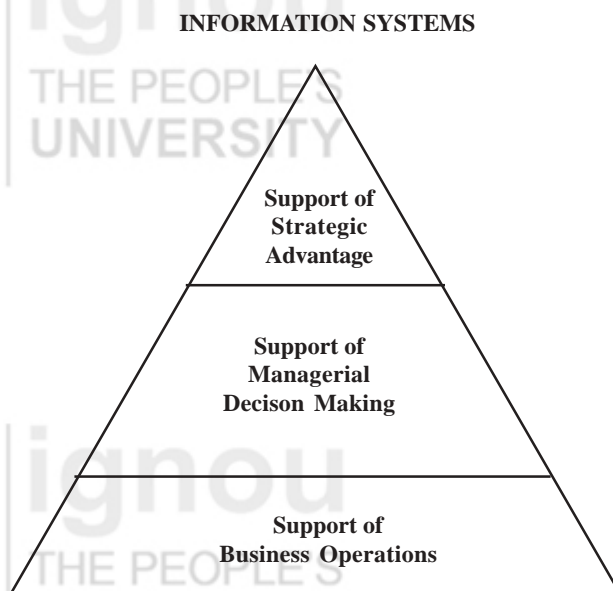 INFORMATION SYSTEMS
ignou
THE PEOPLE'S
UNIVERSITY
Support of
Strategic
Advantage
Support of
Managerial
Decison Making
ignou
THE PEOPLE'S
Support of
Business Operations